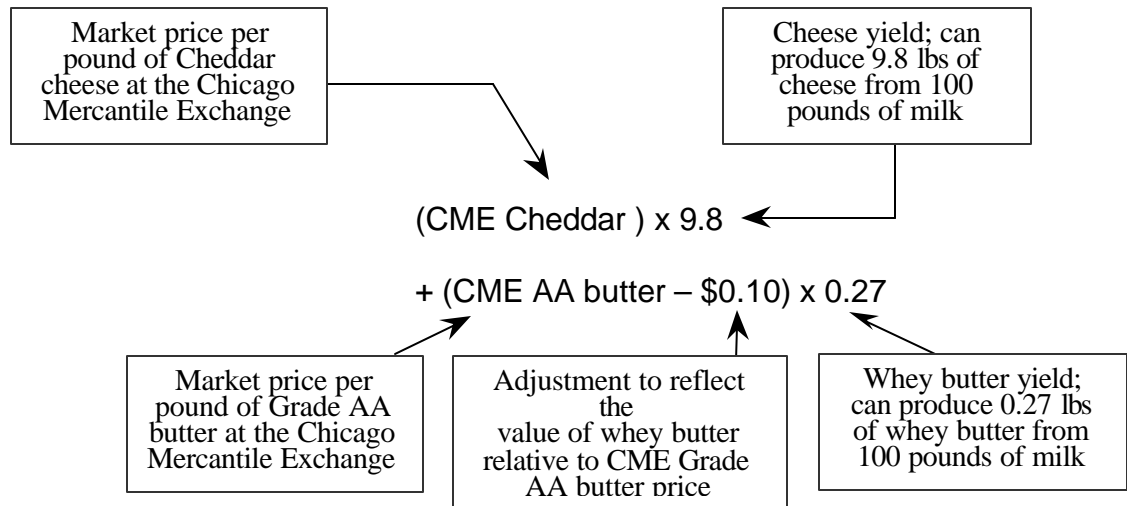 Market price per
pound of Cheddar
cheese at the Chicago
Mercantile Exchange
Cheese yield; can
produce 9.8 lbs of
cheese from 100
pounds of milk
(CME Cheddar ) x 9.8
+ (CME AA butter – $0.10) x 0.27
Market price per
pound of Grade AA
butter at the Chicago
Mercantile Exchange
Adjustment to reflect
the
value of whey butter
relative to CME Grade
AA butter price
Whey butter yield;
can produce 0.27 lbs
of whey butter from
100 pounds of milk